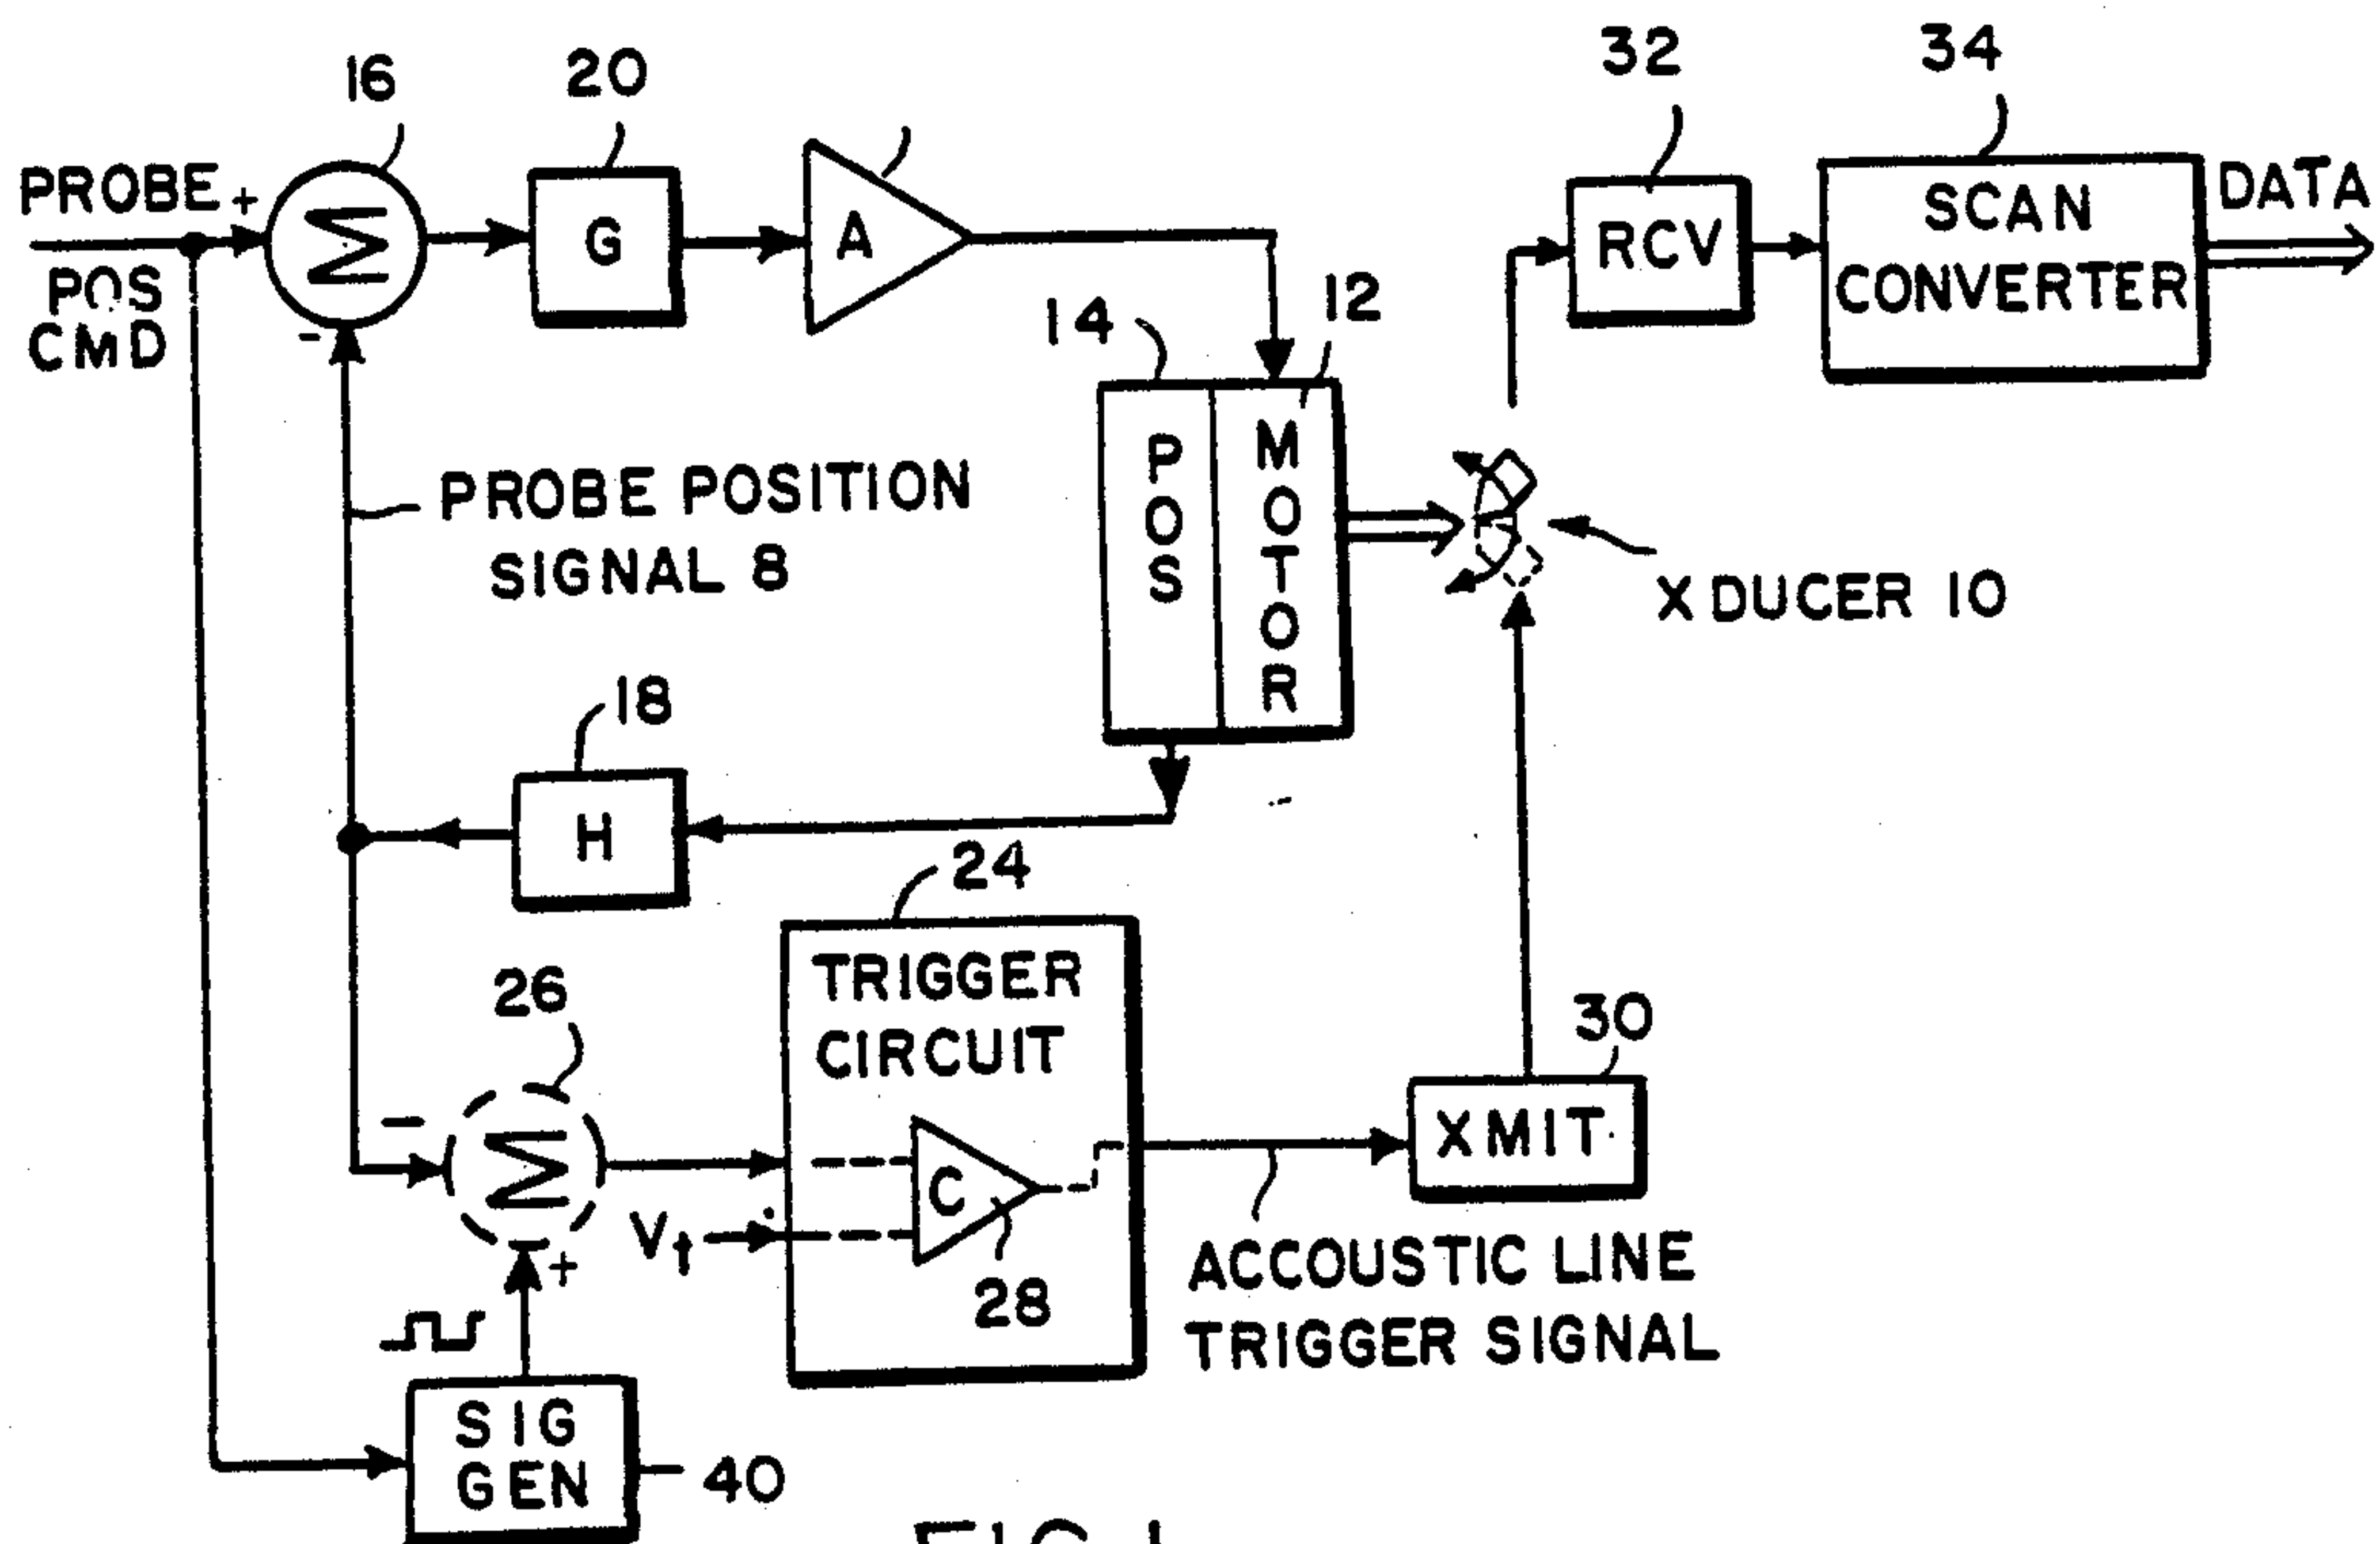 16
20
32
34
PROBE +
POS
CMD
Σ
-
G
A
RCV
SCAN
CONVERTER
DATA
14
12
POS
MOTOR
PROBE POSITION
SIGNAL 8
XDUCER 10
18
H
24
TRIGGER
CIRCUIT
26
-
Σ
+
Vt
C
28
30
XMIT.
ACCOUSTIC LINE
TRIGGER SIGNAL
SIG
GEN
40